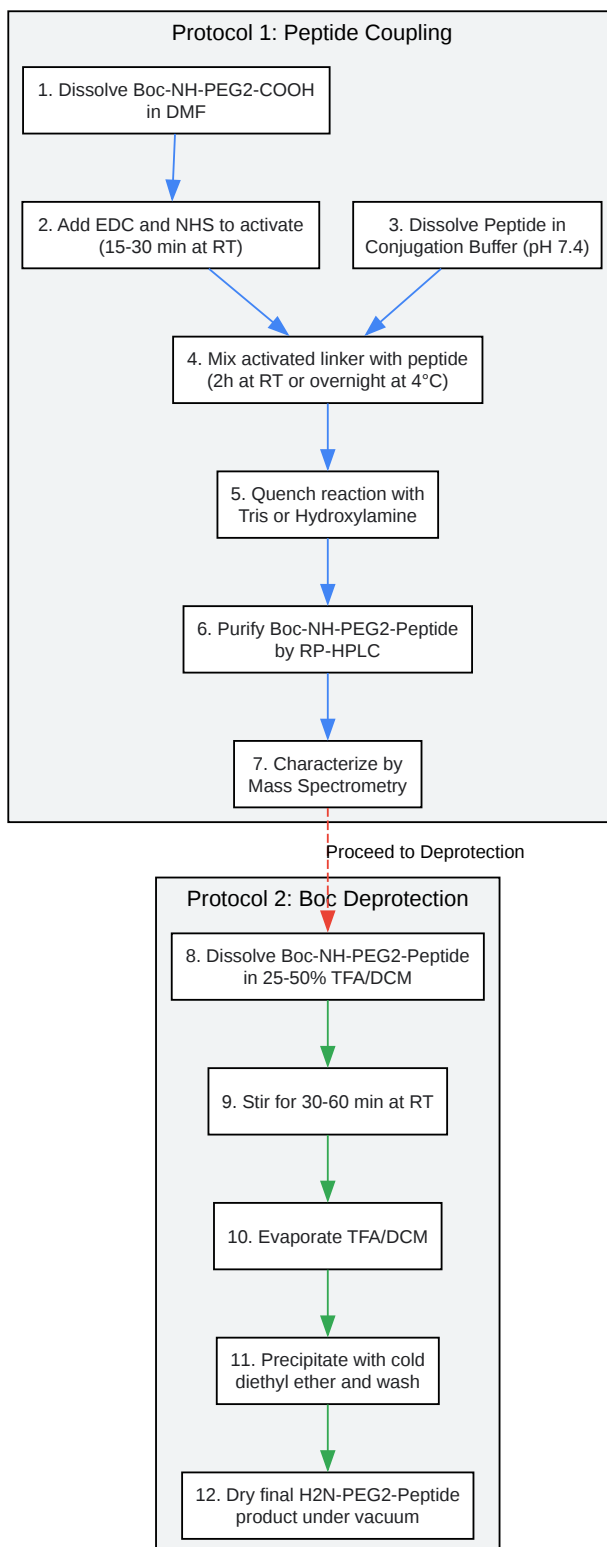 Protocol 1: Peptide Coupling
1. Dissolve Boc-NH-PEG2-COOH
in DMF
2. Add EDC and NHS to activate
(15-30 min at RT)
3. Dissolve Peptide in
Conjugation Buffer (pH 7.4)
4. Mix activated linker with peptide
(2h at RT or overnight at 4°C)
5. Quench reaction with
Tris or Hydroxylamine
6. Purify Boc-NH-PEG2-Peptide
by RP-HPLC
7. Characterize by
Mass Spectrometry
Proceed to Deprotection
Protocol 2: Boc Deprotection
8. Dissolve Boc-NH-PEG2-Peptide
in 25-50% TFA/DCM
9. Stir for 30-60 min at RT
10. Evaporate TFA/DCM
11. Precipitate with cold
diethyl ether and wash
12. Dry final H2N-PEG2-Peptide
product under vacuum